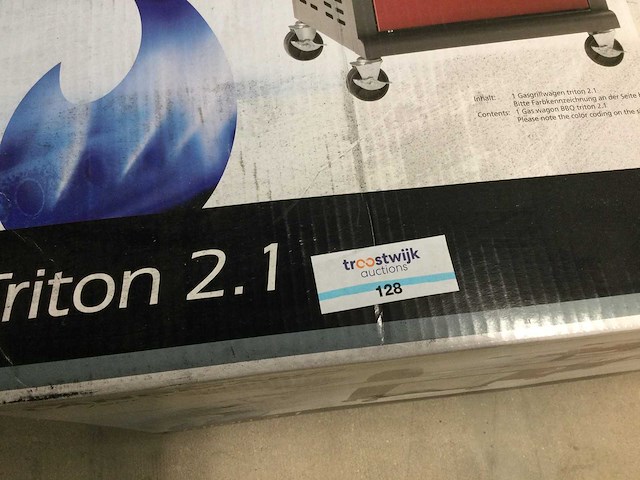 Inhalt: 1 Gasgrillwagen triton 2.1
Bitte Farbkennzeichnung an der Seite
Contents: 1 Gas wagon BBQ triton 2.1
Please note the color coding on the
Triton 2.1
troostwijk
auctions
128